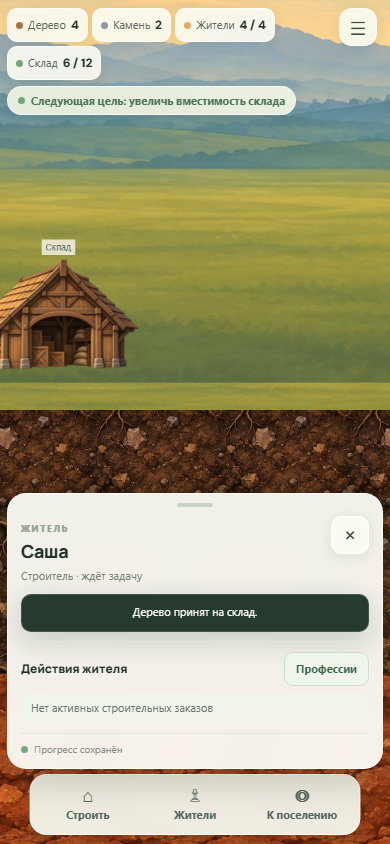 Дерево 4
Камень 2
Жители 4 / 4
Склад 6 / 12
Следующая цель: увеличь вместимость склада
Склад
ЖИТЕЛЬ
Саша
Строитель · ждёт задачу
Дерево принят на склад.
Действия жителя
Профессии
Нет активных строительных заказов
Прогресс сохранён
Строить
Жители
К поселению